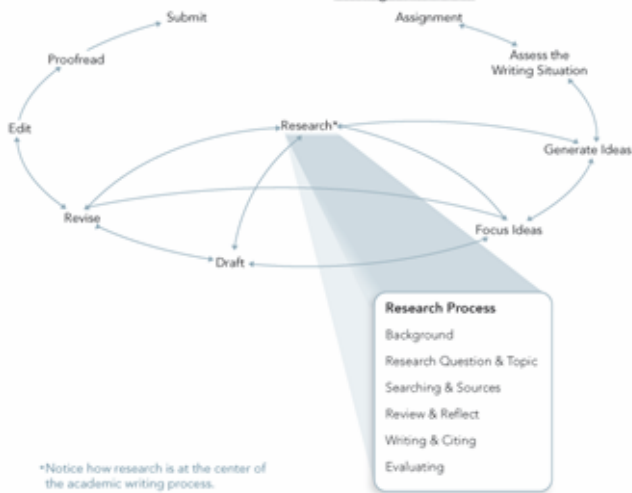 Submit
Assignment
Proofread
Assess the
Writing Situation
Edit
Research*
Generate Ideas
Revise
Focus Ideas
Draft
Research Process
Background
Research Question & Topic
Searching & Sources
Review & Reflect
Writing & Citing
Evaluating
*Notice how research is at the center of
the academic writing process.